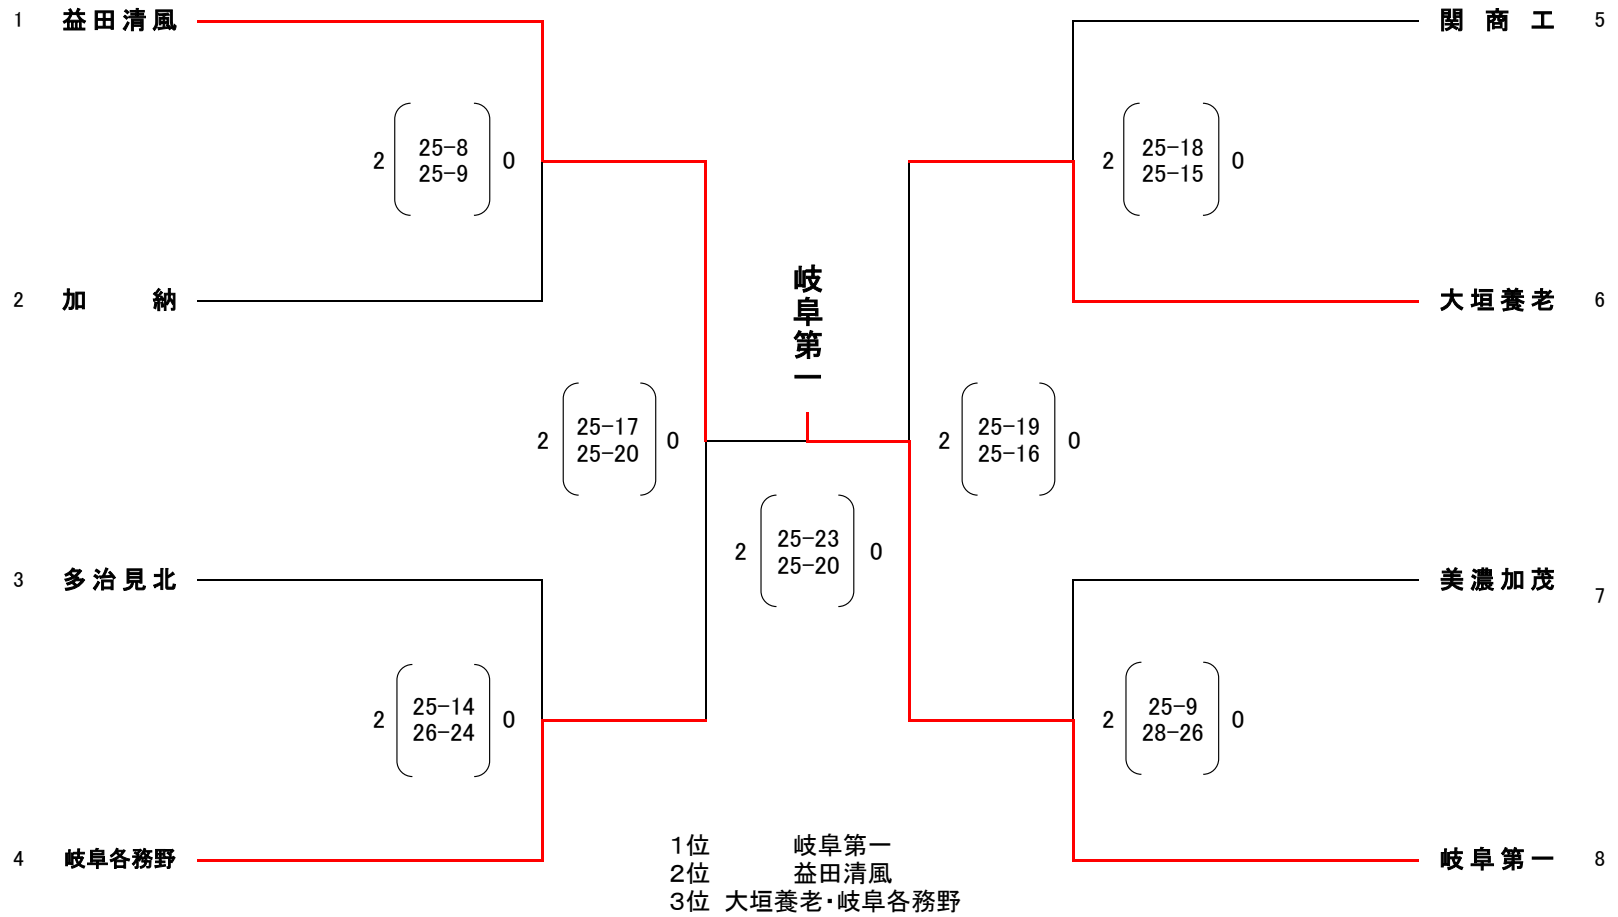 1 益田清風
関商工 5
2 25-8 0
25-9
2 25-18 0
25-15
2 加納
大垣養老 6
岐阜第一
2 25-17 0
25-20
2 25-19 0
25-16
2 25-23 0
25-20
3 多治見北
美濃加茂 7
2 25-14 0
26-24
2 25-9 0
28-26
4 岐阜各務野
岐阜第一 8
1位 岐阜第一
2位 益田清風
3位 大垣養老・岐阜各務野